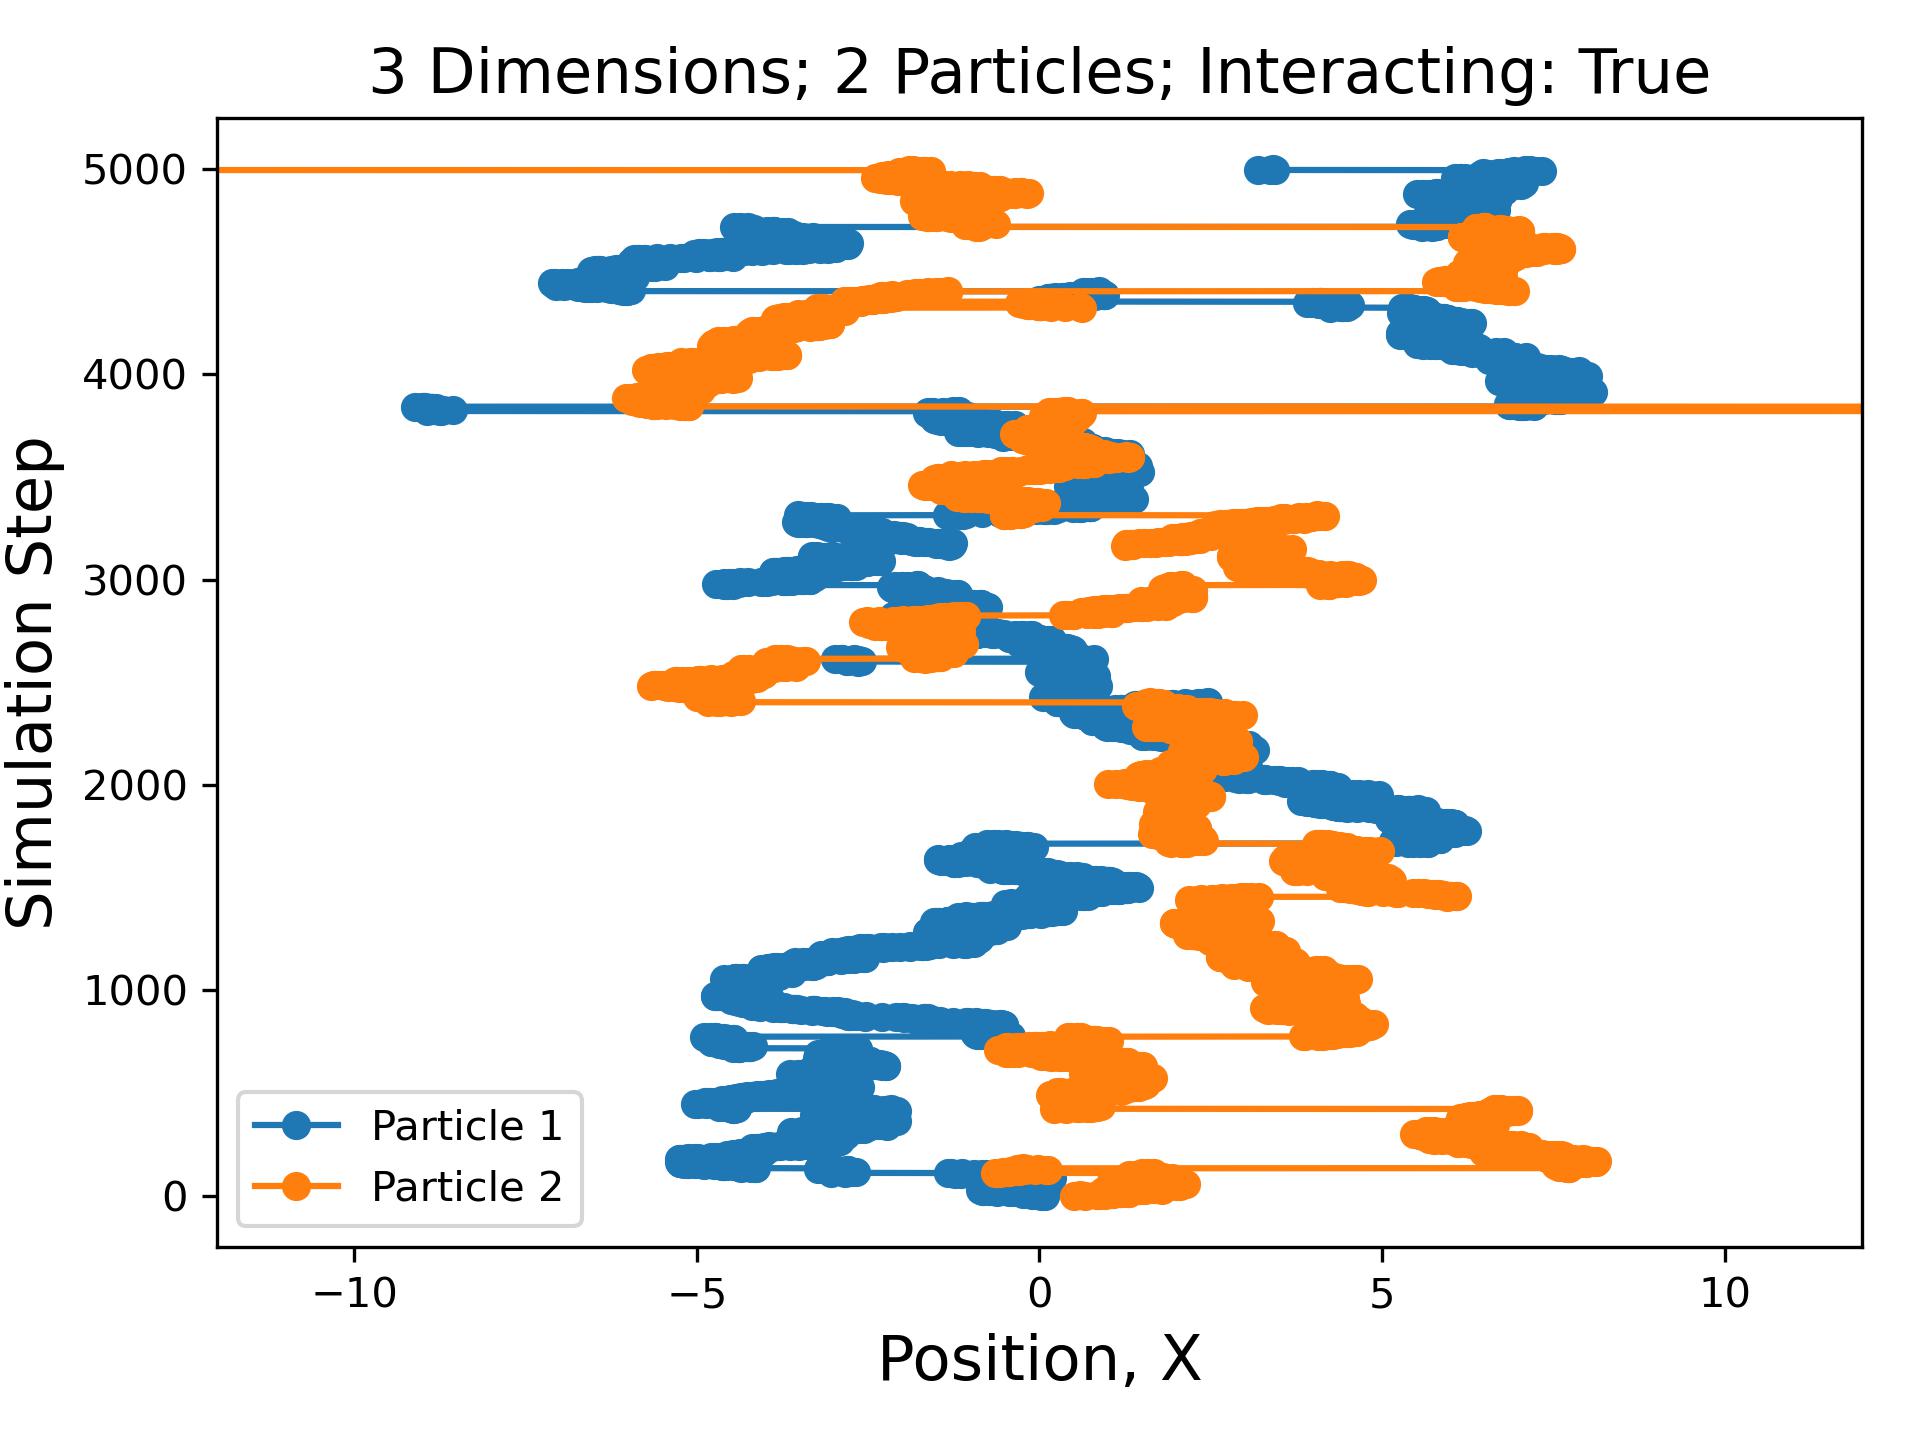 3 Dimensions; 2 Particles; Interacting: True
Simulation Step
5000
4000
3000
2000
1000
0
Particle 1
Particle 2
−10
−5
0
5
10
Position, X